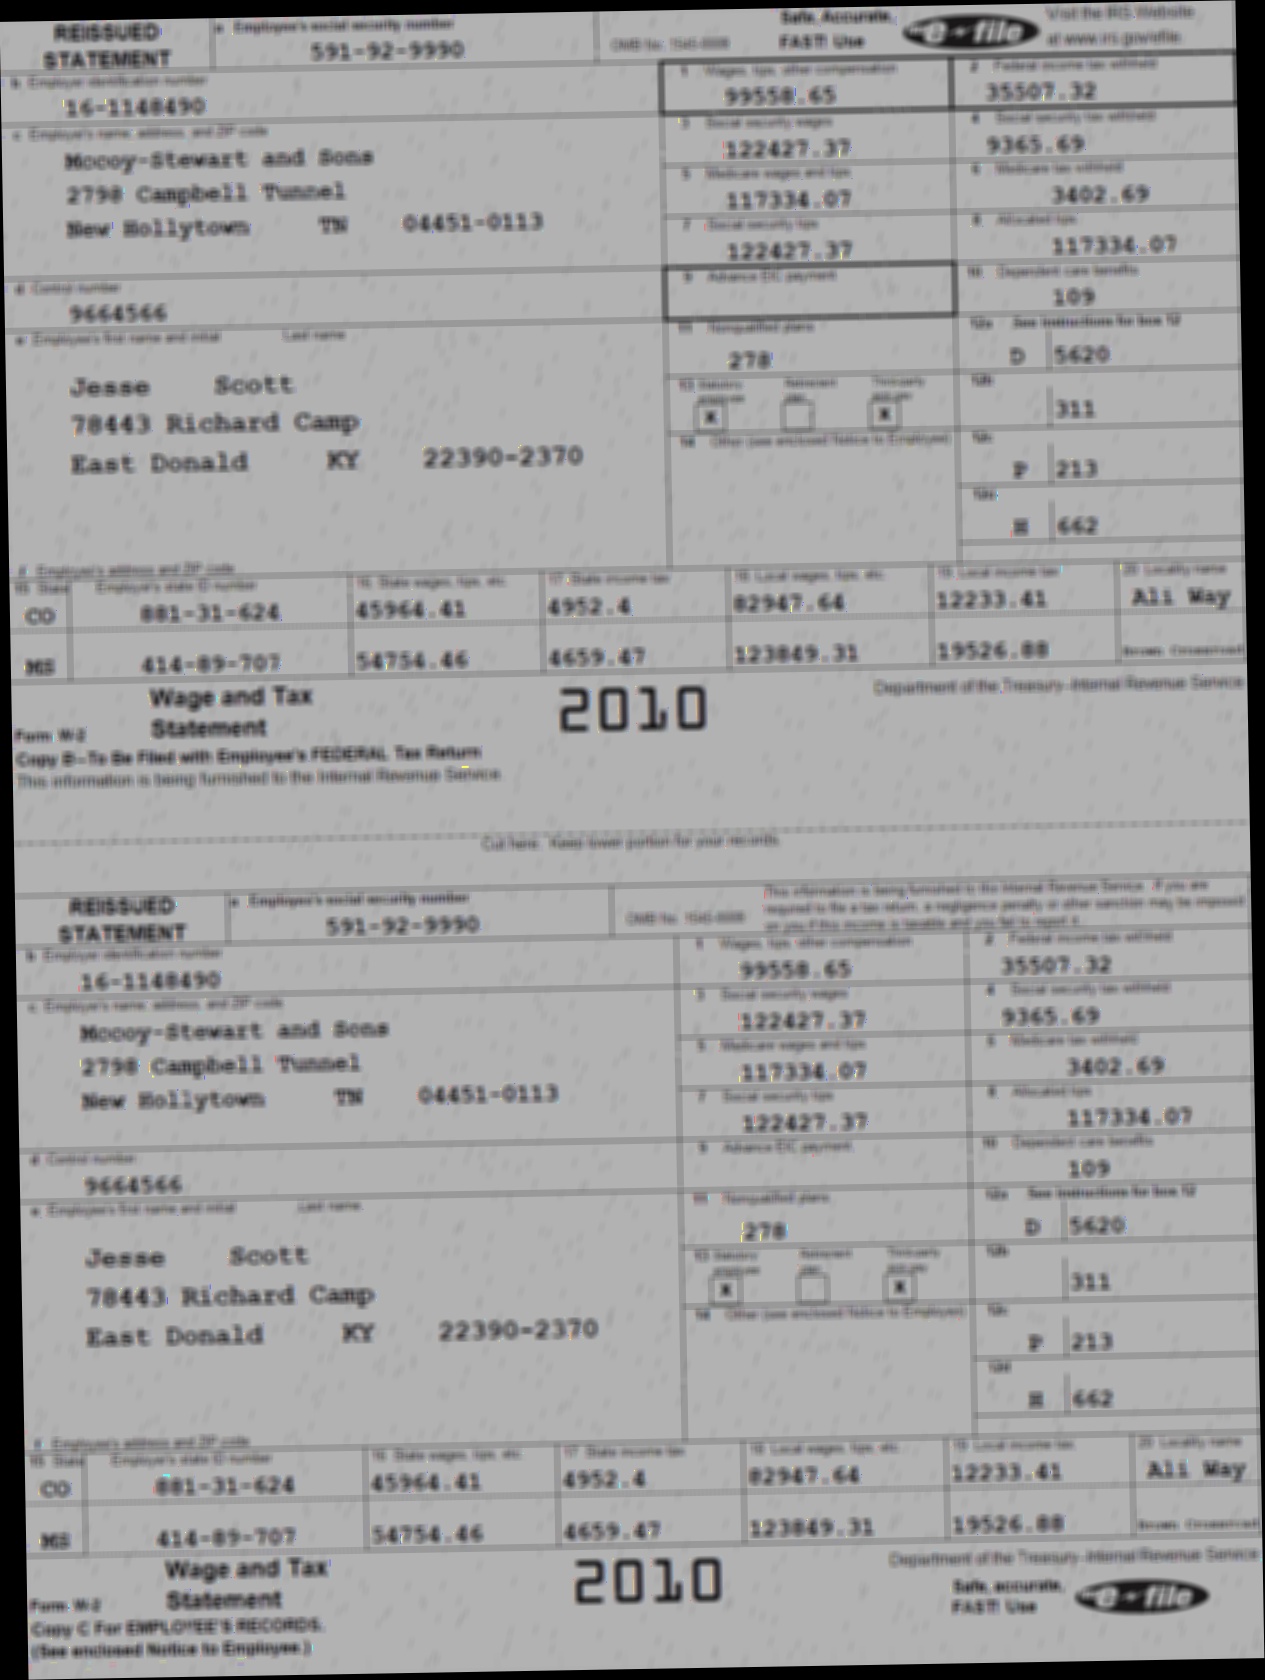 REISSUED STATEMENT
a Employee's social security number
591-92-9990
OMB No. 1545-0008
Safe, Accurate, FAST! Use
e-file
Visit the IRS Website at www.irs.gov/efile.
b Employer identification number
16-1148490
1 Wages, tips, other compensation
99558.65
2 Federal income tax withheld
35507.32
c Employer's name, address, and ZIP code
Mccoy-Stewart and Sons
2798 Campbell Tunnel
New Hollytown TN 04451-0113
3 Social security wages
122427.37
4 Social security tax withheld
9365.69
5 Medicare wages and tips
117334.07
6 Medicare tax withheld
3402.69
7 Social security tips
122427.37
8 Allocated tips
117334.07
d Control number
9664566
9 Advance EIC payment
10 Dependent care benefits
109
e Employee's first name and initial Last name
Jesse Scott
78443 Richard Camp
East Donald KY 22390-2370
11 Nonqualified plans
278
12a See instructions for box 12
D 5620
13 Statutory employee
Retirement plan
Third-party sick pay
X X
12b
311
14 Other (see enclosed Notice to Employee)
12c
P 213
12d
H 662
f Employee's address and ZIP code
15 State Employer's state ID number 16 State wages, tips, etc. 17 State income tax 18 Local wages, tips, etc. 19 Local income tax 20 Locality name
CO 881-31-624 45964.41 4952.4 82947.64 12233.41 Ali Way
MS 414-89-707 54754.46 4659.47 123849.31 19526.88
Form W-2 Wage and Tax Statement
2010
Department of the Treasury-Internal Revenue Service
Copy B-To Be Filed with Employee's FEDERAL Tax Return
This information is being furnished to the Internal Revenue Service.
Cut here. Keep lower portion for your records.
REISSUED STATEMENT
a Employee's social security number
591-92-9990
OMB No. 1545-0008
This information is being furnished to the Internal Revenue Service. If you are
required to file a tax return, a negligence penalty or other sanction may be imposed
on you if this income is taxable and you fail to report it.
b Employer identification number
16-1148490
1 Wages, tips, other compensation
99558.65
2 Federal income tax withheld
35507.32
c Employer's name, address, and ZIP code
Mccoy-Stewart and Sons
2798 Campbell Tunnel
New Hollytown TN 04451-0113
3 Social security wages
122427.37
4 Social security tax withheld
9365.69
5 Medicare wages and tips
117334.07
6 Medicare tax withheld
3402.69
7 Social security tips
122427.37
8 Allocated tips
117334.07
d Control number
9664566
9 Advance EIC payment
10 Dependent care benefits
109
e Employee's first name and initial Last name
Jesse Scott
78443 Richard Camp
East Donald KY 22390-2370
11 Nonqualified plans
278
12a See instructions for box 12
D 5620
13 Statutory employee
Retirement plan
Third-party sick pay
X X
12b
311
14 Other (see enclosed Notice to Employee)
12c
P 213
12d
H 662
f Employee's address and ZIP code
15 State Employer's state ID number 16 State wages, tips, etc. 17 State income tax 18 Local wages, tips, etc. 19 Local income tax 20 Locality name
CO 881-31-624 45964.41 4952.4 82947.64 12233.41 Ali Way
MS 414-89-707 54754.46 4659.47 123849.31 19526.88
Form W-2 Wage and Tax Statement
2010
Department of the Treasury-Internal Revenue Service
Safe, accurate, FAST! Use
e-file
Copy C For EMPLOYEE'S RECORDS.
(See enclosed Notice to Employee.)